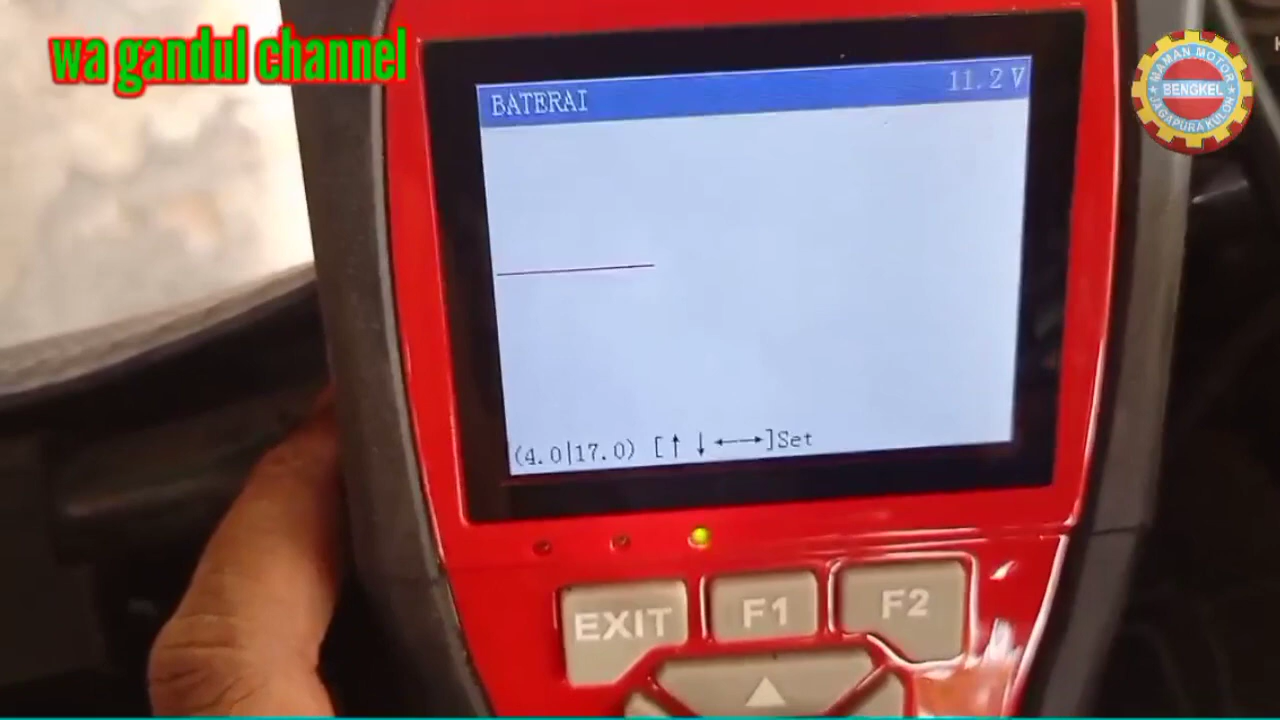 wa gandul channel
MAMAN MOTOR
BENGKEL
JAGAPURA KULON
BATERAI 11.2 V
(4.0|17.0) [↑ ↓ ←→]Set
EXIT F1 F2